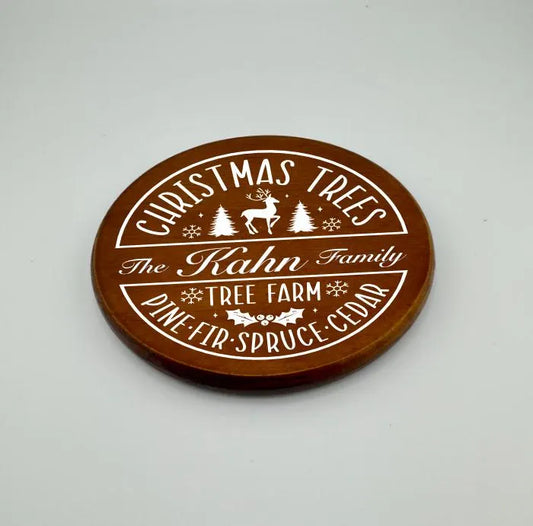 CHRISTMAS TREES
The Kahn Family
TREE FARM
PINE·FIR·SPRUCE·CEDAR